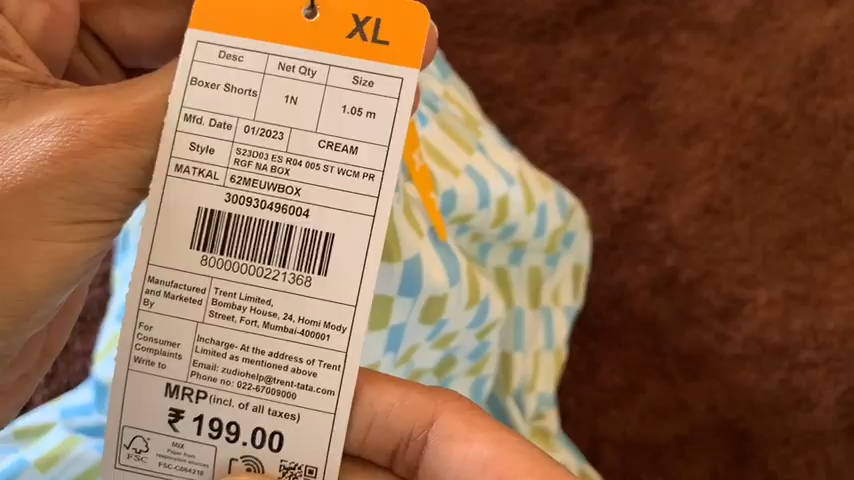 XL
Desc Net Qty Size
Boxer Shorts 1N 1.05 m
Mfd. Date 01/2023 CREAM
Style S23D03 ES R04 005 ST WCM PR
RGF NA BOX
MATKAL 62MEUWBOX
300930496004
80000000221368
Manufactured
and Marketed
By
Trent Limited,
Bombay House, 24, Homi Mody
Street, Fort, Mumbai-400001
For
Consumer
Complaints
Write to
Incharge- At the address of Trent
Limited as mentioned above
Email: zudiohelp@trent-tata.com
Phone no: 022-67009000
MRP(incl. of all taxes)
₹ 199.00
FSC
MIX
Paper from
responsible sources
FSC-C084218